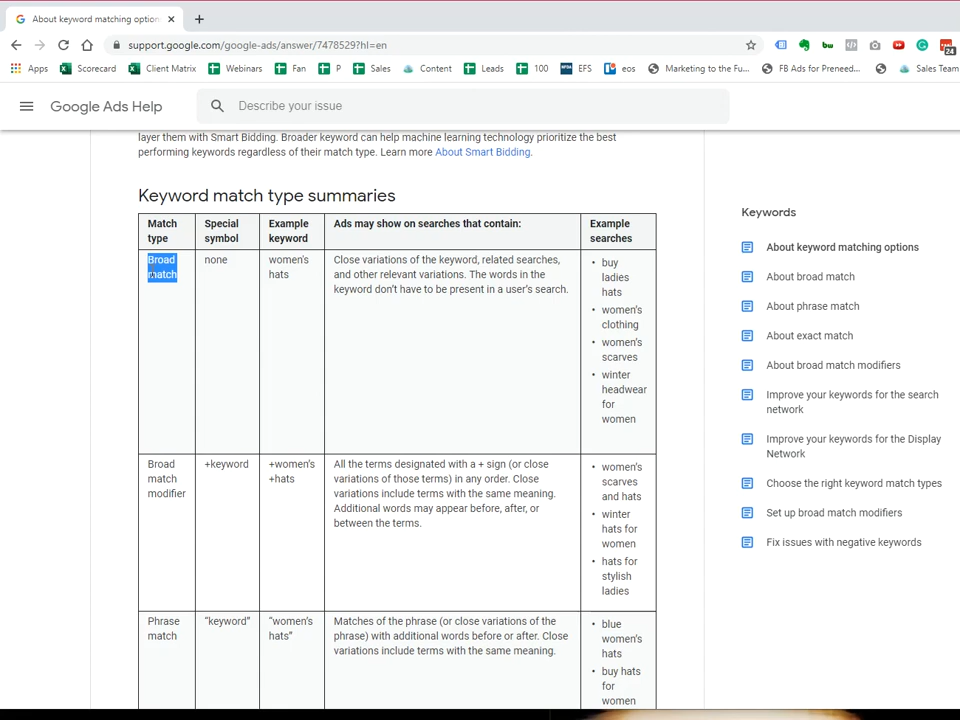 About keyword matching option
support.google.com/google-ads/answer/7478529?hl=en
24
Apps
Scorecard
Client Matrix
Webinars
Fan
P
Sales
Content
Leads
100
EFS
eos
Marketing to the Fu...
FB Ads for Preneed...
Sales Team
Google Ads Help
Describe your issue
layer them with Smart Bidding. Broader keyword can help machine learning technology prioritize the best
performing keywords regardless of their match type. Learn more About Smart Bidding.
Keyword match type summaries
Match
type
Special
symbol
Example
keyword
Ads may show on searches that contain:
Example
searches
Broad
match
none
women's
hats
Close variations of the keyword, related searches,
and other relevant variations. The words in the
keyword don't have to be present in a user's search.
• buy
ladies
hats
• women's
clothing
• women's
scarves
• winter
headwear
for
women
Broad
match
modifier
+keyword
+women's
+hats
All the terms designated with a + sign (or close
variations of those terms) in any order. Close
variations include terms with the same meaning.
Additional words may appear before, after, or
between the terms.
• women's
scarves
and hats
• winter
hats for
women
• hats for
stylish
ladies
Phrase
match
“keyword”
“women's
hats”
Matches of the phrase (or close variations of the
phrase) with additional words before or after. Close
variations include terms with the same meaning.
• blue
women's
hats
• buy hats
for
women
Keywords
About keyword matching options
About broad match
About phrase match
About exact match
About broad match modifiers
Improve your keywords for the search
network
Improve your keywords for the Display
Network
Choose the right keyword match types
Set up broad match modifiers
Fix issues with negative keywords